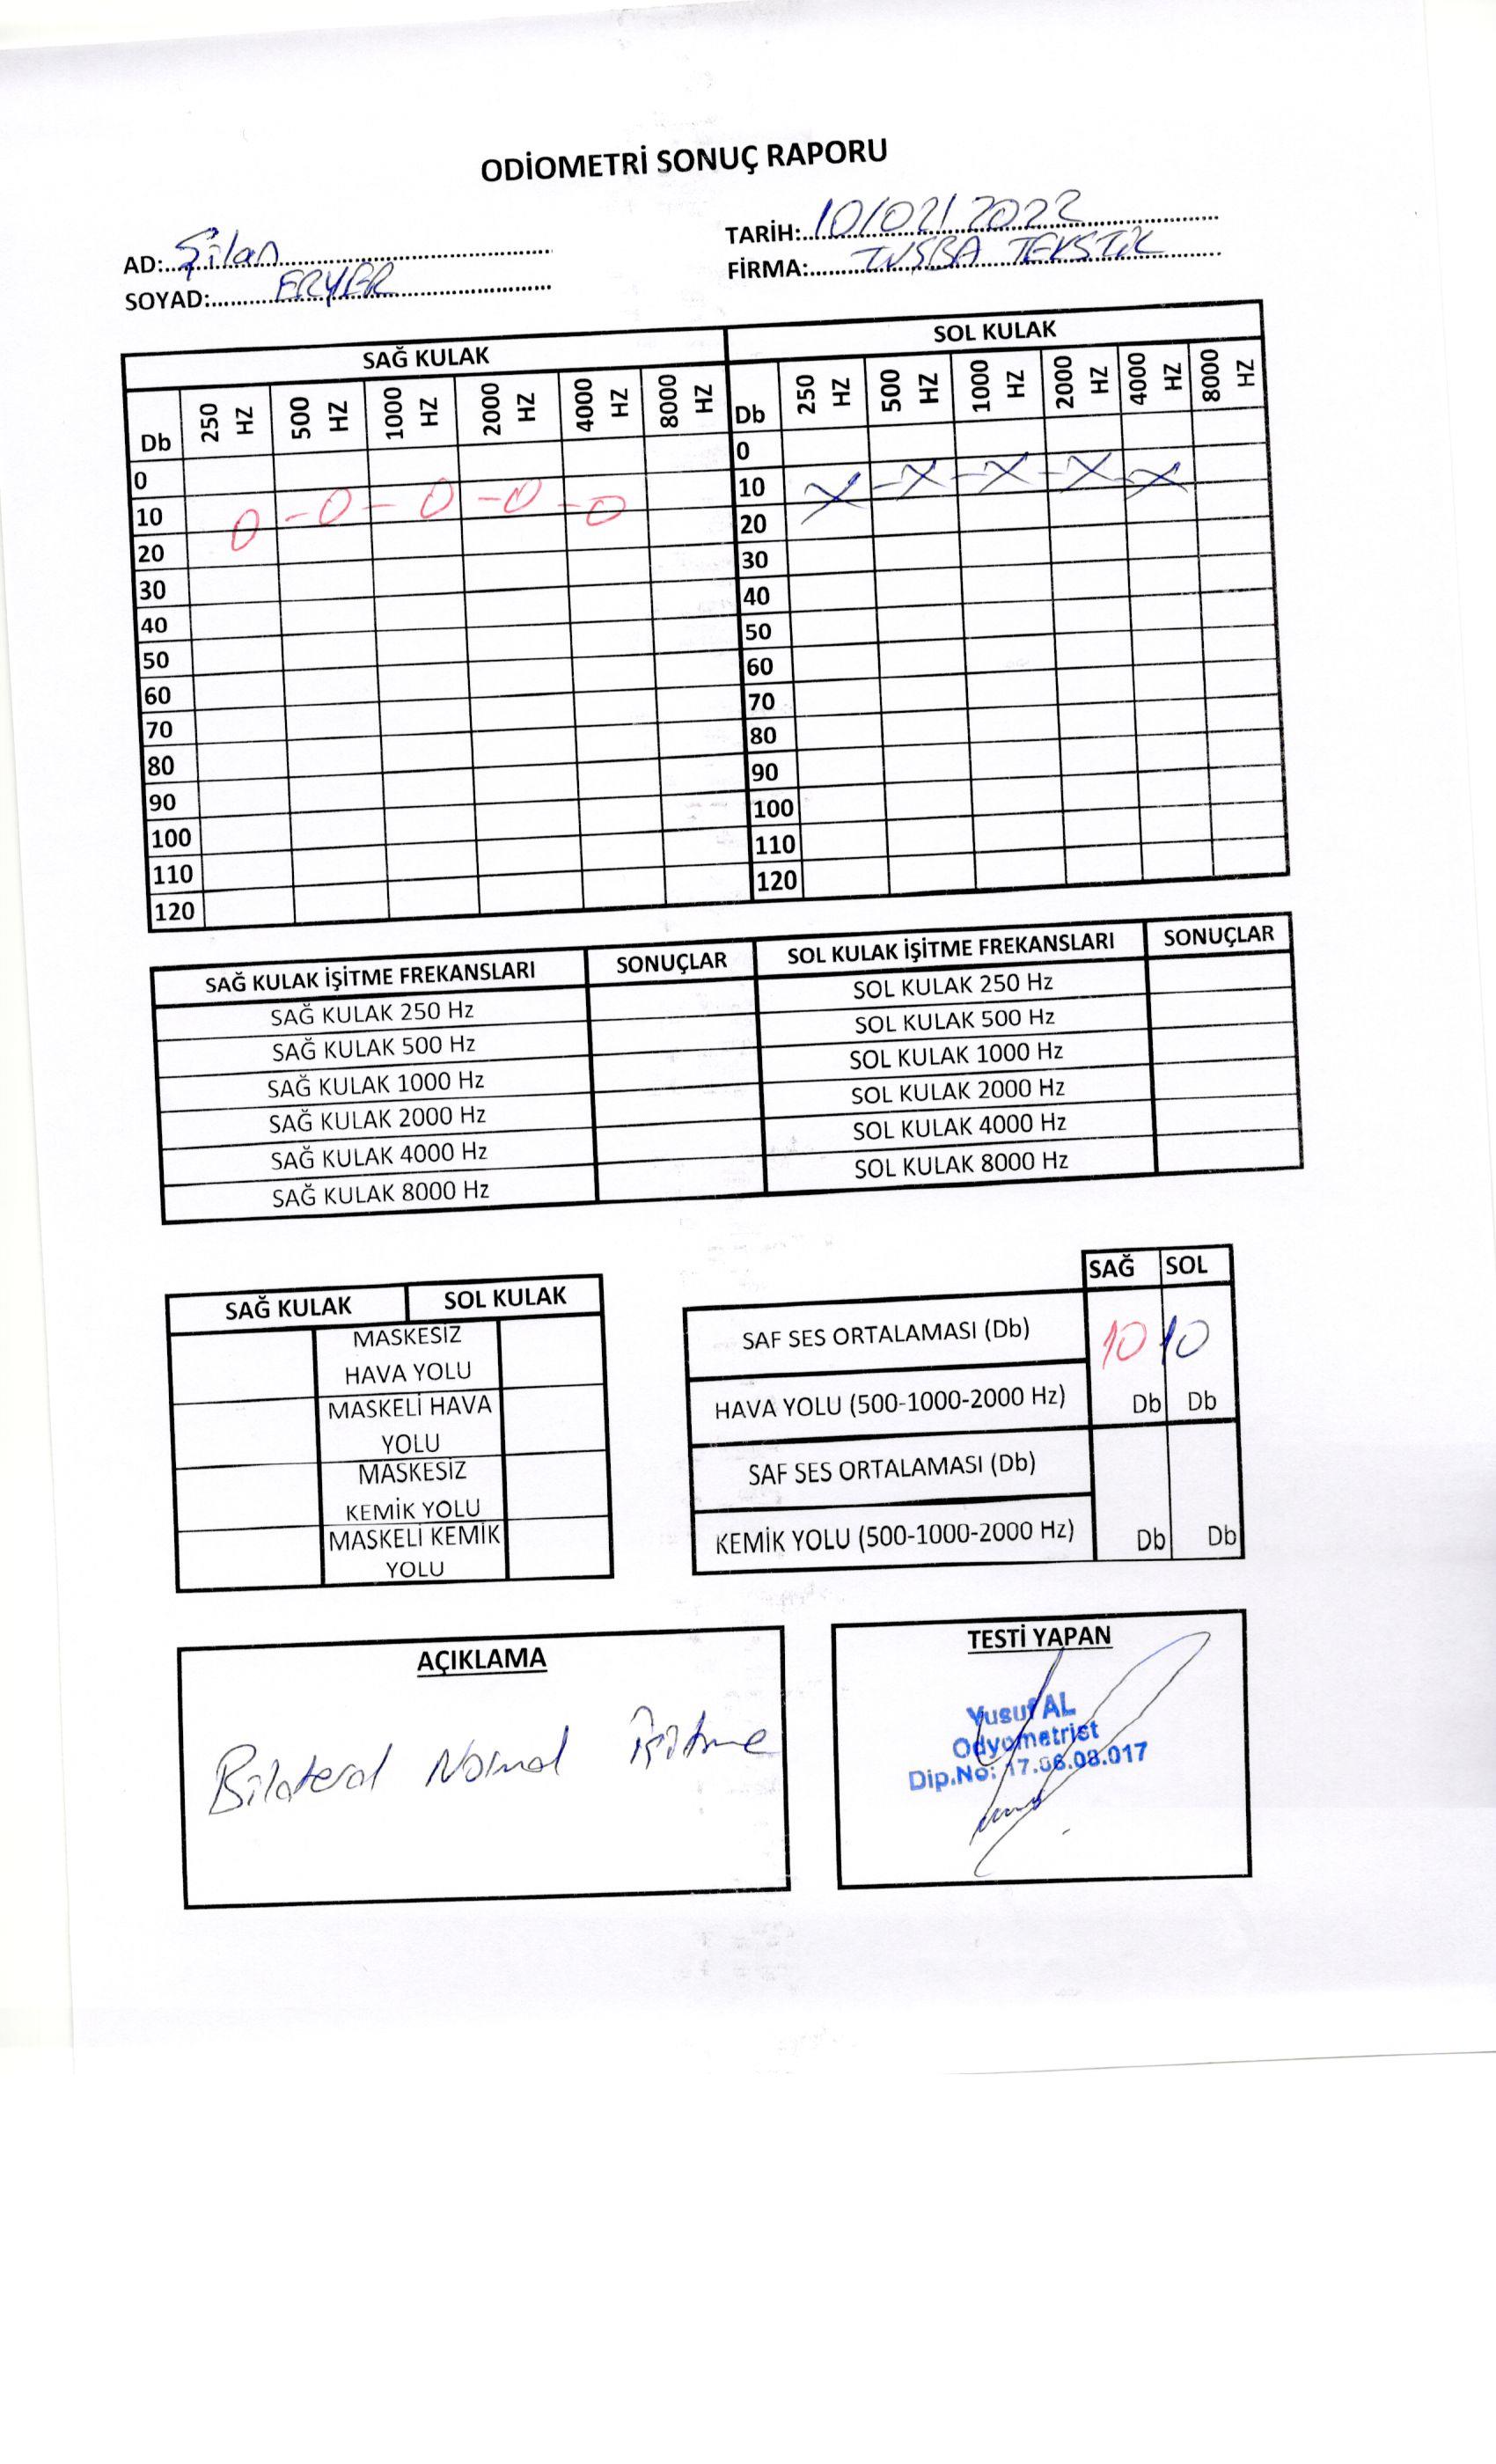 ODİOMETRİ SONUÇ RAPORU
AD: Şilan
TARİH: 10/02/2022
SOYAD: ERYER
FİRMA: TUŞBA TEKSTİL
SAĞ KULAK SOL KULAK
Db 250 HZ 500 HZ 1000 HZ 2000 HZ 4000 HZ 8000 HZ Db 250 HZ 500 HZ 1000 HZ 2000 HZ 4000 HZ 8000 HZ
0 0
10 - 0 - 0 - 0 - 0 10 X - X - X - X - X
20 0 20
30 30
40 40
50 50
60 60
70 70
80 80
90 90
100 100
110 110
120 120
SAĞ KULAK İŞİTME FREKANSLARI SONUÇLAR SOL KULAK İŞİTME FREKANSLARI SONUÇLAR
SAĞ KULAK 250 Hz SOL KULAK 250 Hz
SAĞ KULAK 500 Hz SOL KULAK 500 Hz
SAĞ KULAK 1000 Hz SOL KULAK 1000 Hz
SAĞ KULAK 2000 Hz SOL KULAK 2000 Hz
SAĞ KULAK 4000 Hz SOL KULAK 4000 Hz
SAĞ KULAK 8000 Hz SOL KULAK 8000 Hz
SAĞ KULAK SOL KULAK
MASKESİZ
HAVA YOLU
MASKELİ HAVA
YOLU
MASKESİZ
KEMİK YOLU
MASKELİ KEMİK
YOLU
SAĞ SOL
SAF SES ORTALAMASI (Db) 10 10
HAVA YOLU (500-1000-2000 Hz) Db Db
SAF SES ORTALAMASI (Db)
KEMİK YOLU (500-1000-2000 Hz) Db Db
AÇIKLAMA
Bilateral Normal İşitme
TESTİ YAPAN
Yusuf AL
Odyometrist
Dip.No: 17.06.08.017